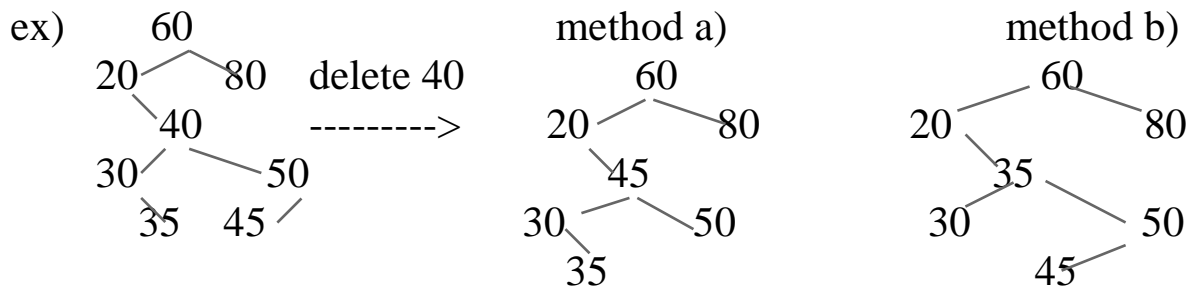 ex) 60 method a) method b)
20 80 delete 40 60 60
40 ---------> 20 80 20 80
30 50 45 35
35 45 30 50 30 50
35 45